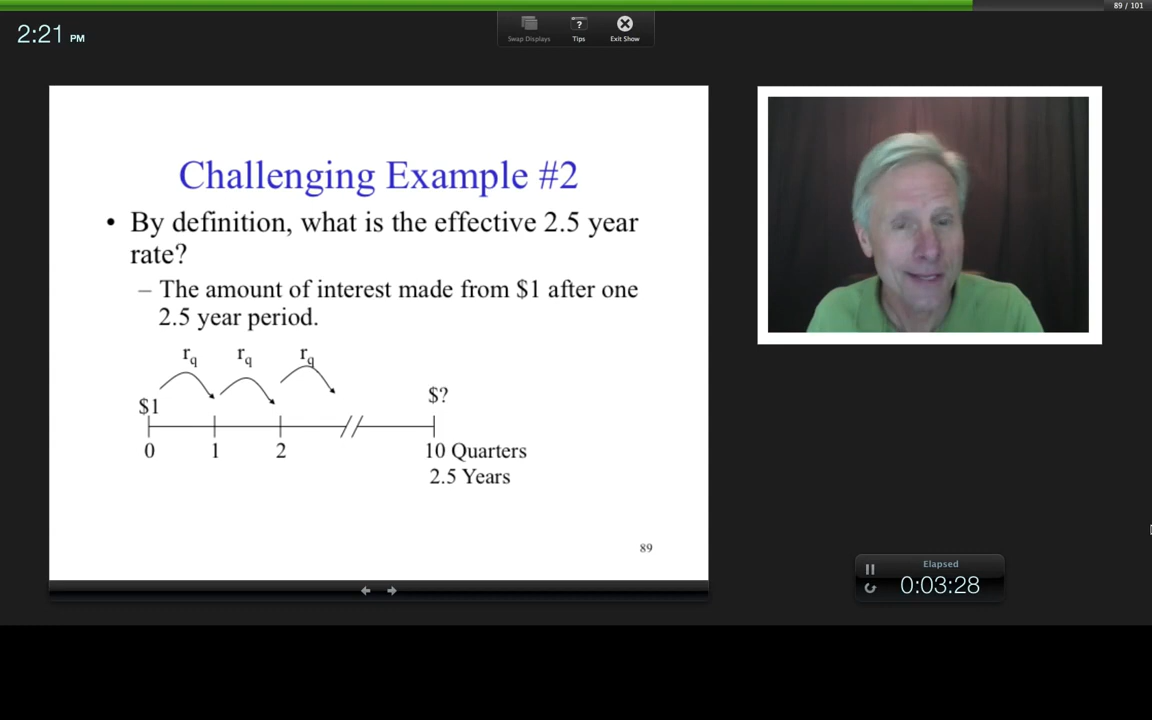 89 / 101
2:21 PM
Swap Displays
?
Tips
Exit Show
Challenging Example #2
• By definition, what is the effective 2.5 year
rate?
– The amount of interest made from $1 after one
2.5 year period.
rq rq rq
$1 $?
0 1 2 10 Quarters
2.5 Years
89
Elapsed
0:03:28